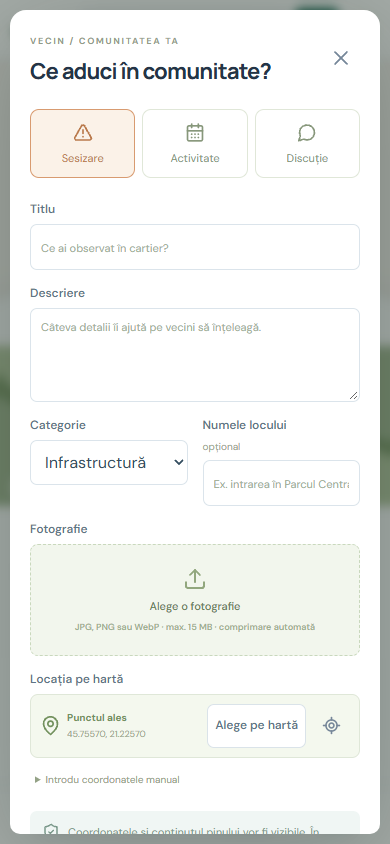 VECIN / COMUNITATEA TA
Ce aduci în comunitate?
Sesizare
Activitate
Discuție
Titlu
Ce ai observat în cartier?
Descriere
Câteva detalii îi ajută pe vecini să înțeleagă.
Categorie
Numele locului
opțional
Infrastructură
Ex. intrarea în Parcul Centra
Fotografie
Alege o fotografie
JPG, PNG sau WebP · max. 15 MB · comprimare automată
Locația pe hartă
Punctul ales
45.75570, 21.22570
Alege pe hartă
Introdu coordonatele manual
Coordonatele și conținutul pinului vor fi vizibile. În